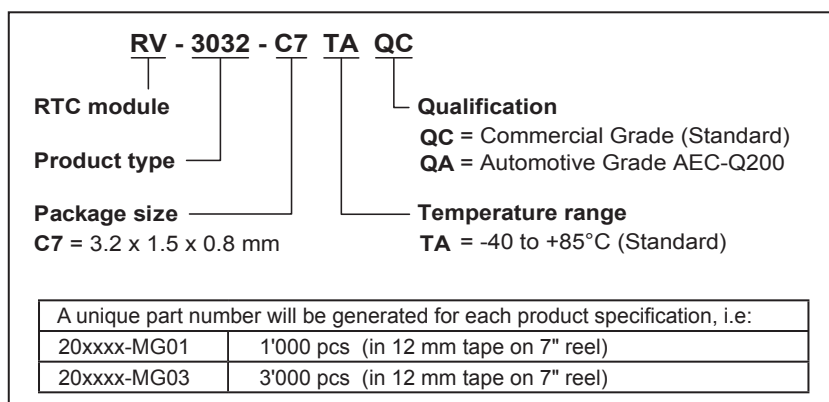 RV - 3032 - C7 TA QC
RTC module
Product type
Package size
C7 = 3.2 x 1.5 x 0.8 mm
Qualification
QC = Commercial Grade (Standard)
QA = Automotive Grade AEC-Q200
Temperature range
TA = -40 to +85°C (Standard)
A unique part number will be generated for each product specification, i.e:
20xxxx-MG01 1'000 pcs (in 12 mm tape on 7" reel)
20xxxx-MG03 3'000 pcs (in 12 mm tape on 7" reel)